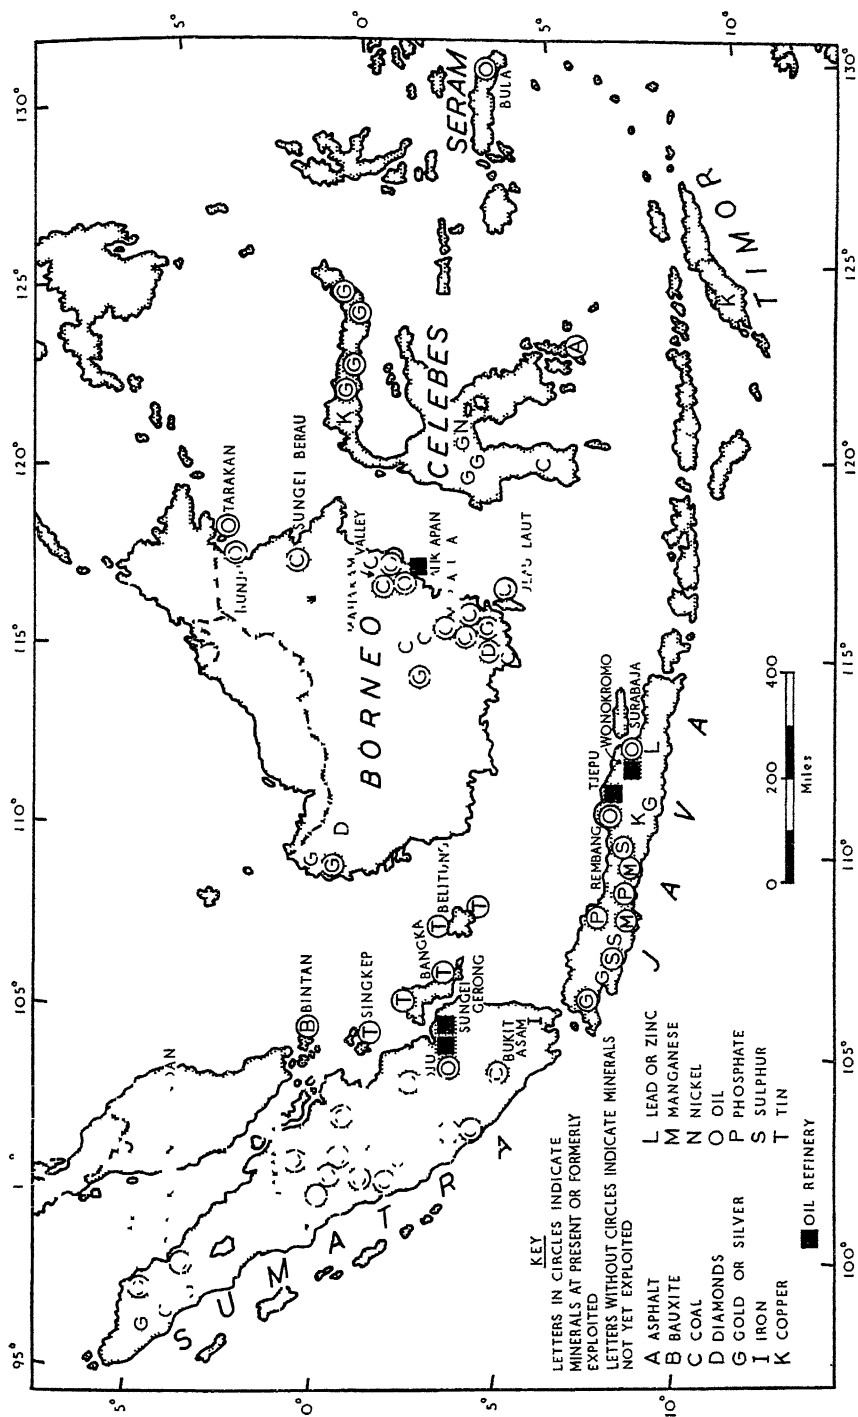 95°
100°
105°
110°
115°
120°
125°
130°
5°
0°
5°
10°
SUMATRA
BORNEO
CELEBES
SERAM
JAVA
TIMOR
BINTAN
SINGKEP
BANGKA
BELITUNG
SUNGEI
GERONG
BUKIT
ASAM
TARAKAN
SUNGEI BERAU
VALLEY
LAUT
BULA
REMBANG
TJEPU
WONOKROMO
SURABAJA
KEY
LETTERS IN CIRCLES INDICATE
MINERALS AT PRESENT OR FORMERLY
EXPLOITED
LETTERS WITHOUT CIRCLES INDICATE MINERALS
NOT YET EXPLOITED
A ASPHALT
B BAUXITE
C COAL
D DIAMONDS
G GOLD OR SILVER
I IRON
K COPPER
L LEAD OR ZINC
M MANGANESE
N NICKEL
O OIL
P PHOSPHATE
S SULPHUR
T TIN
OIL REFINERY
0 200 400
Miles